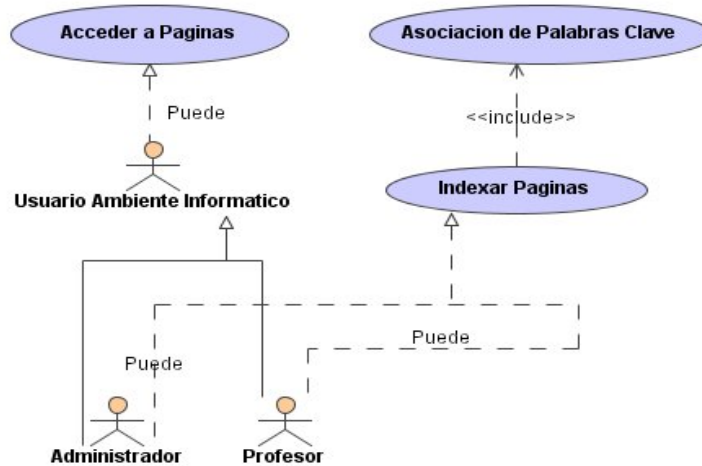 Acceder a Paginas
Asociacion de Palabras Clave
Puede
<<include>>
Usuario Ambiente Informatico
Indexar Paginas
Puede
Puede
Administrador
Profesor